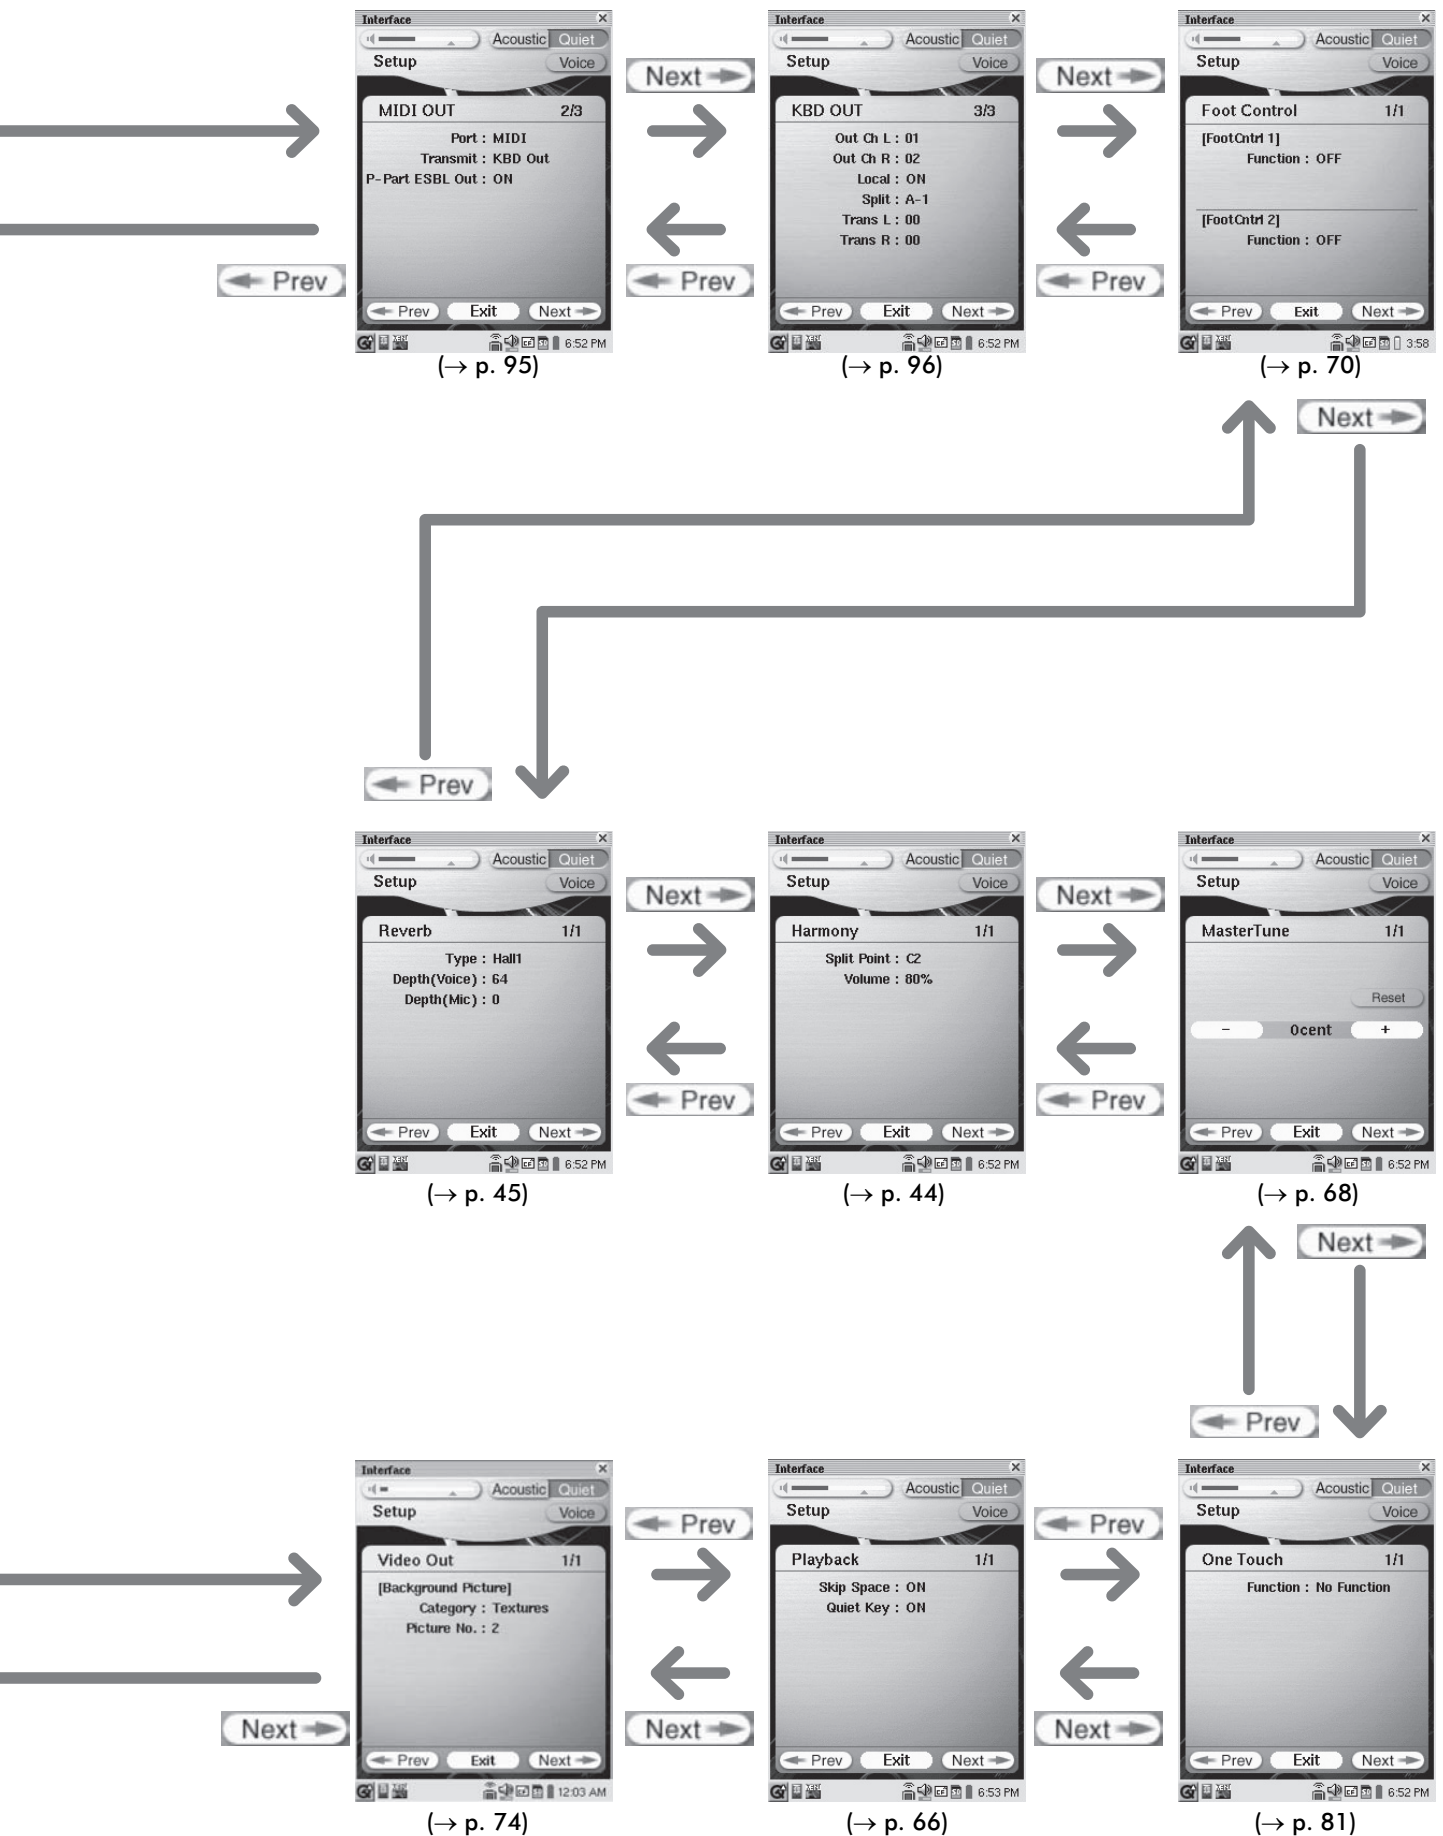 Interface
Acoustic Quiet
Setup
Voice
MIDI OUT 2/3
Port : MIDI
Transmit : KBD Out
P-Part ESBL Out : ON
Prev Exit Next
6:52 PM
(→ p. 95)
Prev
Next
Prev
Interface
Acoustic Quiet
Setup
Voice
KBD OUT 3/3
Out Ch L : 01
Out Ch R : 02
Local : ON
Split : A-1
Trans L : 00
Trans R : 00
Prev Exit Next
6:52 PM
(→ p. 96)
Next
Prev
Interface
Acoustic Quiet
Setup
Voice
Foot Control 1/1
[FootCntrl 1]
Function : OFF
[FootCntrl 2]
Function : OFF
Prev Exit Next
3:58
(→ p. 70)
Next
Prev
Interface
Acoustic Quiet
Setup
Voice
Reverb 1/1
Type : Hall1
Depth(Voice) : 64
Depth(Mic) : 0
Prev Exit Next
6:52 PM
(→ p. 45)
Next
Prev
Interface
Acoustic Quiet
Setup
Voice
Harmony 1/1
Split Point : C2
Volume : 80%
Prev Exit Next
6:52 PM
(→ p. 44)
Next
Prev
Interface
Acoustic Quiet
Setup
Voice
MasterTune 1/1
Reset
- 0cent +
Prev Exit Next
6:52 PM
(→ p. 68)
Next
Prev
Interface
Acoustic Quiet
Setup
Voice
Video Out 1/1
[Background Picture]
Category : Textures
Picture No. : 2
Prev Exit Next
12:03 AM
(→ p. 74)
Next
Prev
Next
Interface
Acoustic Quiet
Setup
Voice
Playback 1/1
Skip Space : ON
Quiet Key : ON
Prev Exit Next
6:53 PM
(→ p. 66)
Prev
Next
Interface
Acoustic Quiet
Setup
Voice
One Touch 1/1
Function : No Function
Prev Exit Next
6:52 PM
(→ p. 81)